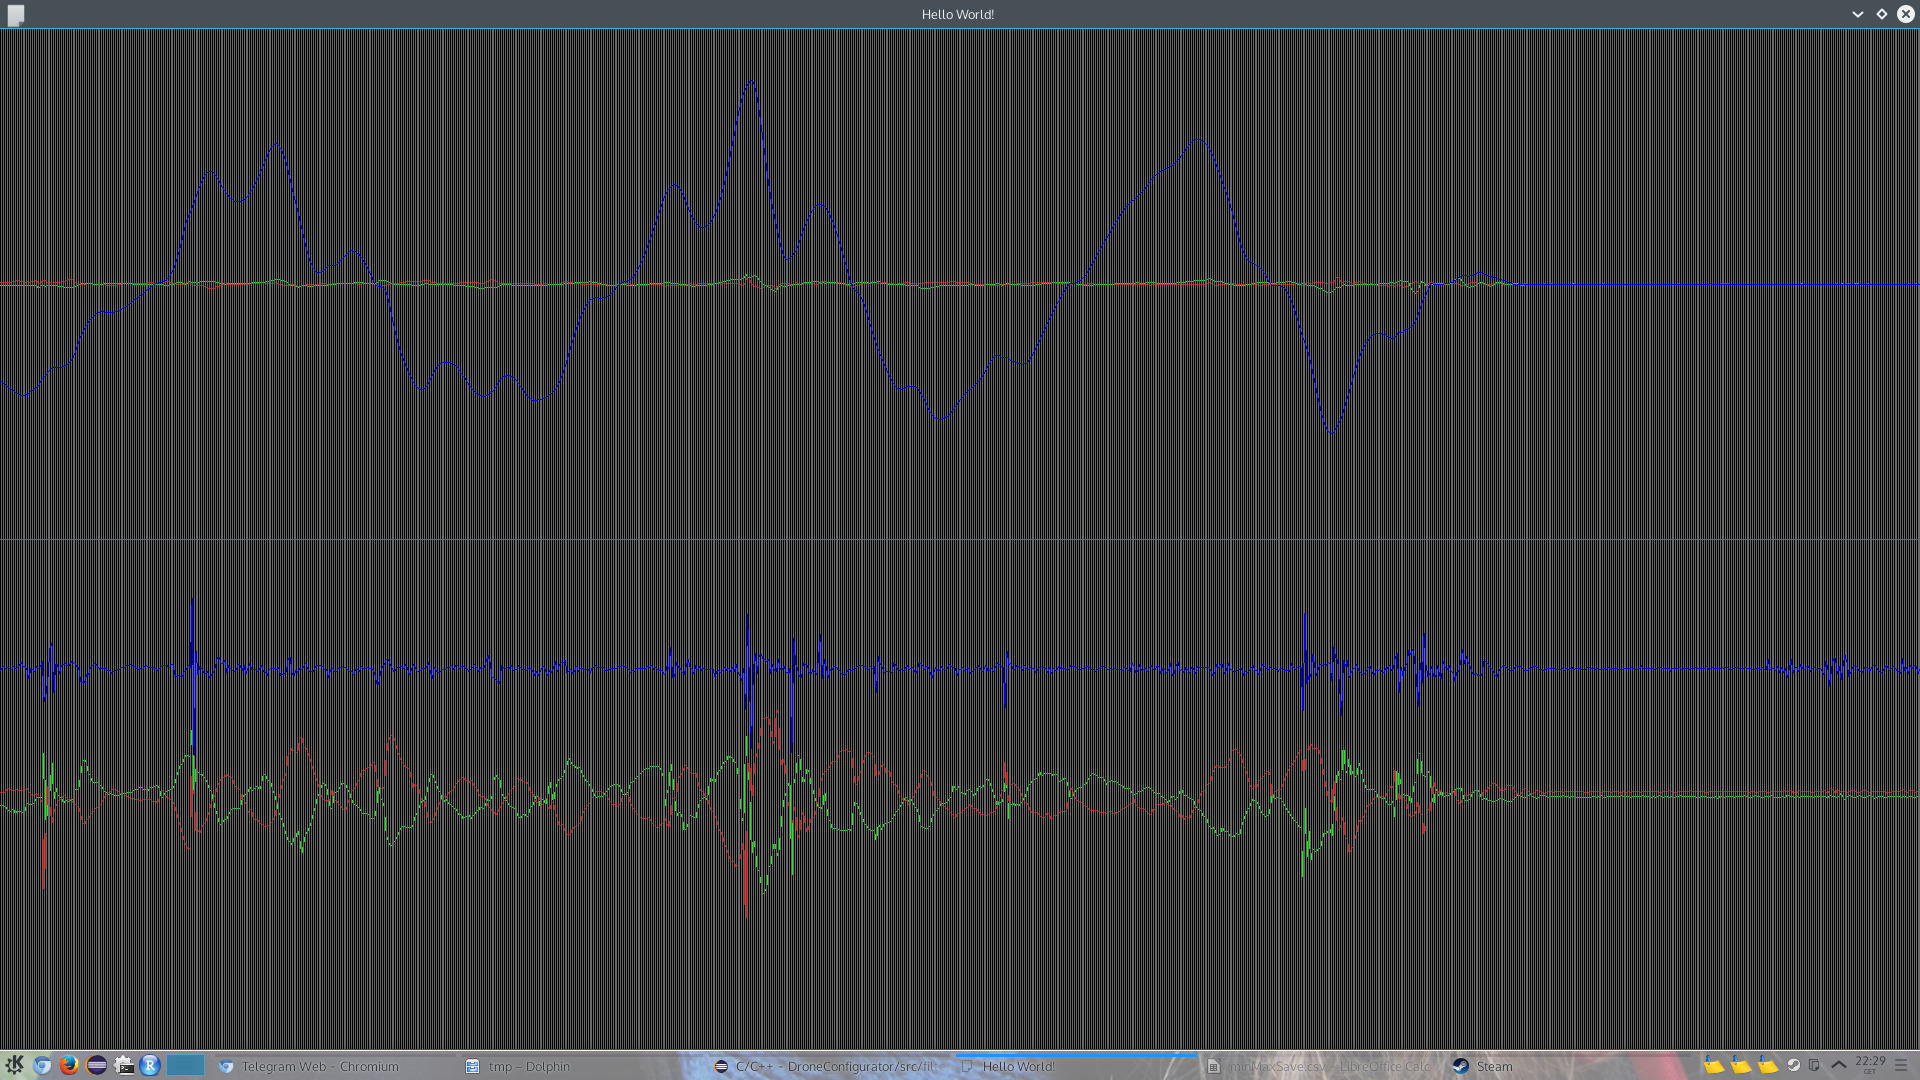 Hello World!
Telegram Web - Chromium
tmp – Dolphin
C/C++ - DroneConfigurator/src/fil
Hello World!
minMaxSave.csv - LibreOffice Calc
Steam
22:29
CET